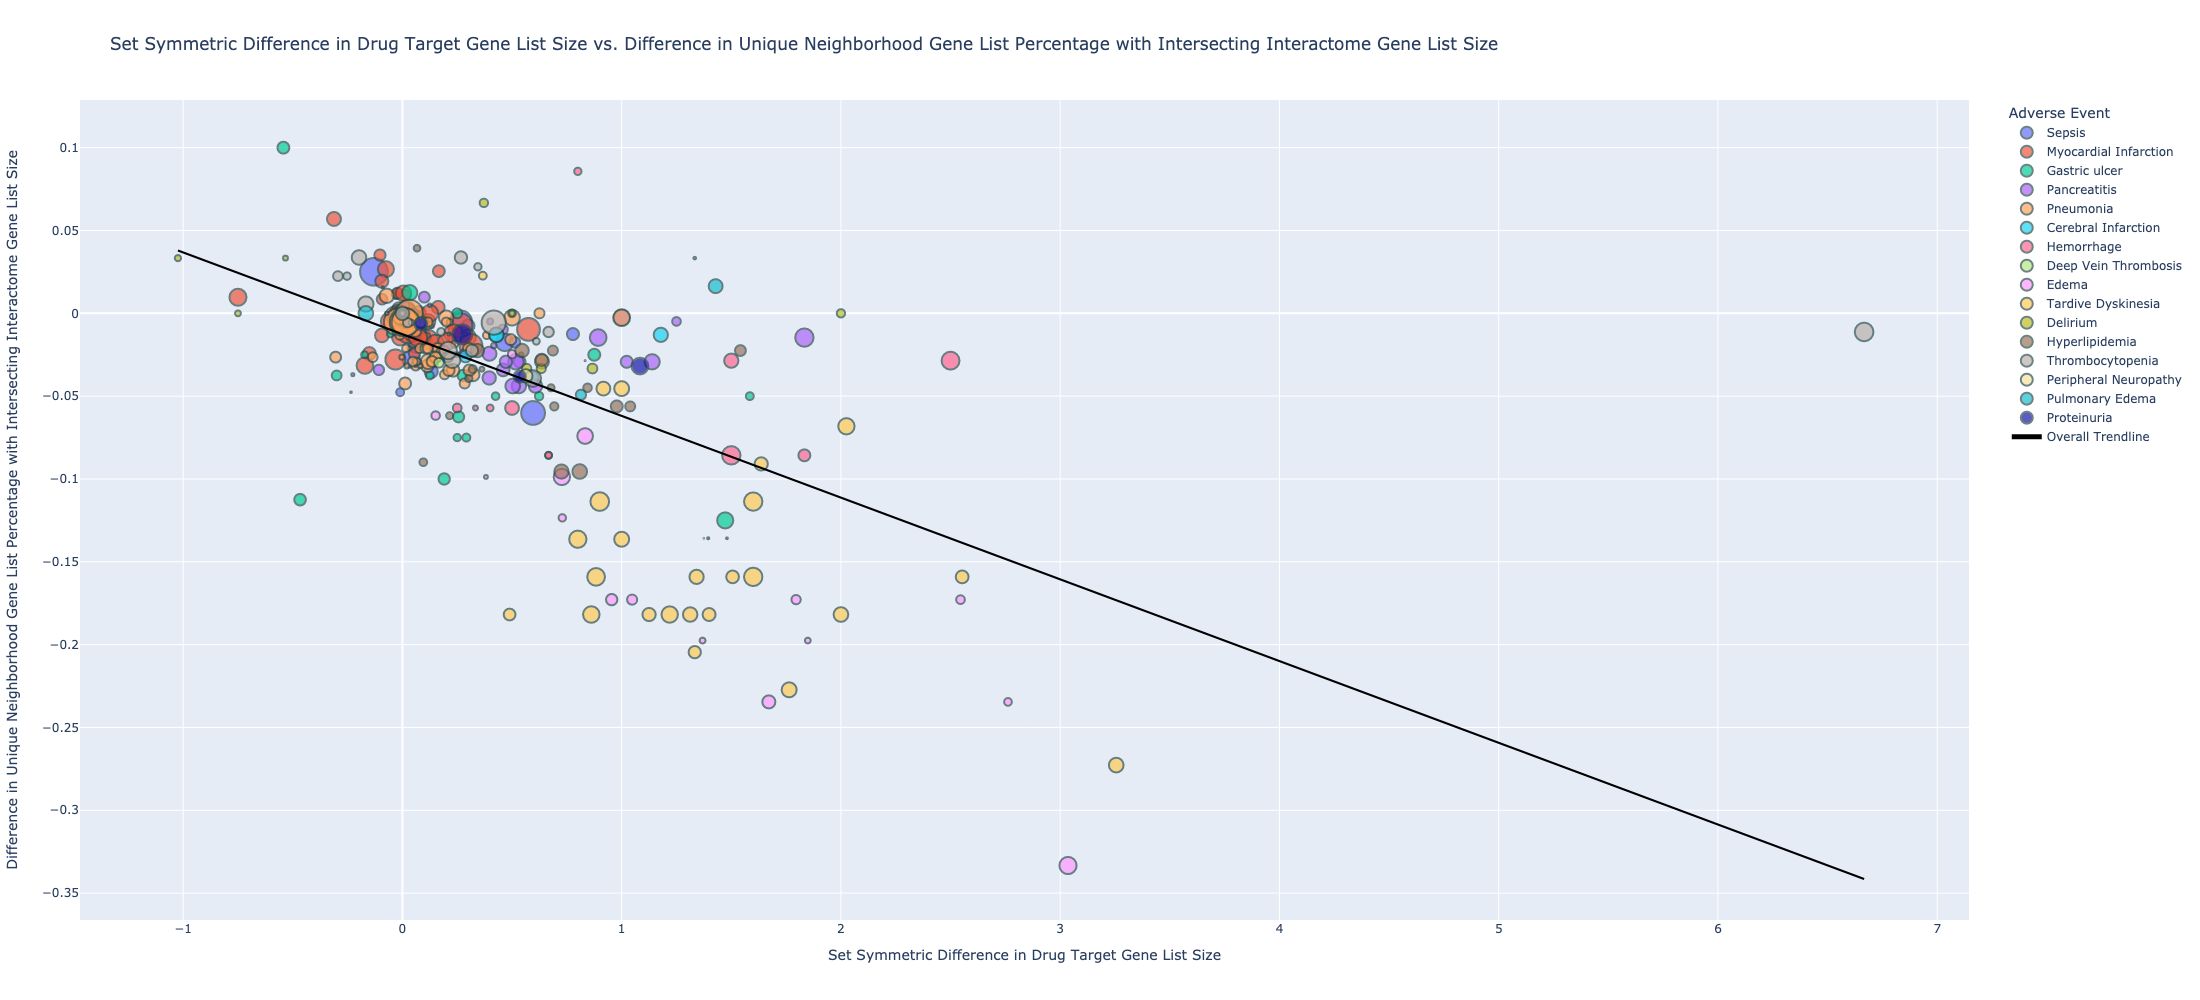 Set Symmetric Difference in Drug Target Gene List Size vs. Difference in Unique Neighborhood Gene List Percentage with Intersecting Interactome Gene List Size
Difference in Unique Neighborhood Gene List Percentage with Intersecting Interactome Gene List Size
0.1
0.05
0
−0.05
−0.1
−0.15
−0.2
−0.25
−0.3
−0.35
−1
0
1
2
3
4
5
6
7
Set Symmetric Difference in Drug Target Gene List Size
Adverse Event
Sepsis
Myocardial Infarction
Gastric ulcer
Pancreatitis
Pneumonia
Cerebral Infarction
Hemorrhage
Deep Vein Thrombosis
Edema
Tardive Dyskinesia
Delirium
Hyperlipidemia
Thrombocytopenia
Peripheral Neuropathy
Pulmonary Edema
Proteinuria
Overall Trendline